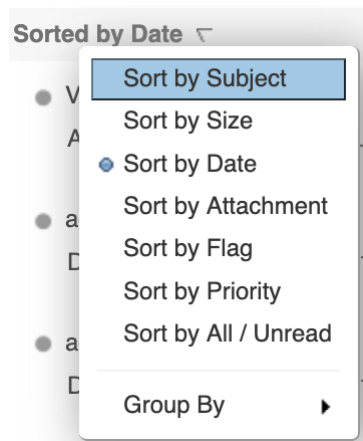 Sorted by Date
Sort by Subject
Sort by Size
Sort by Date
Sort by Attachment
Sort by Flag
Sort by Priority
Sort by All / Unread
Group By